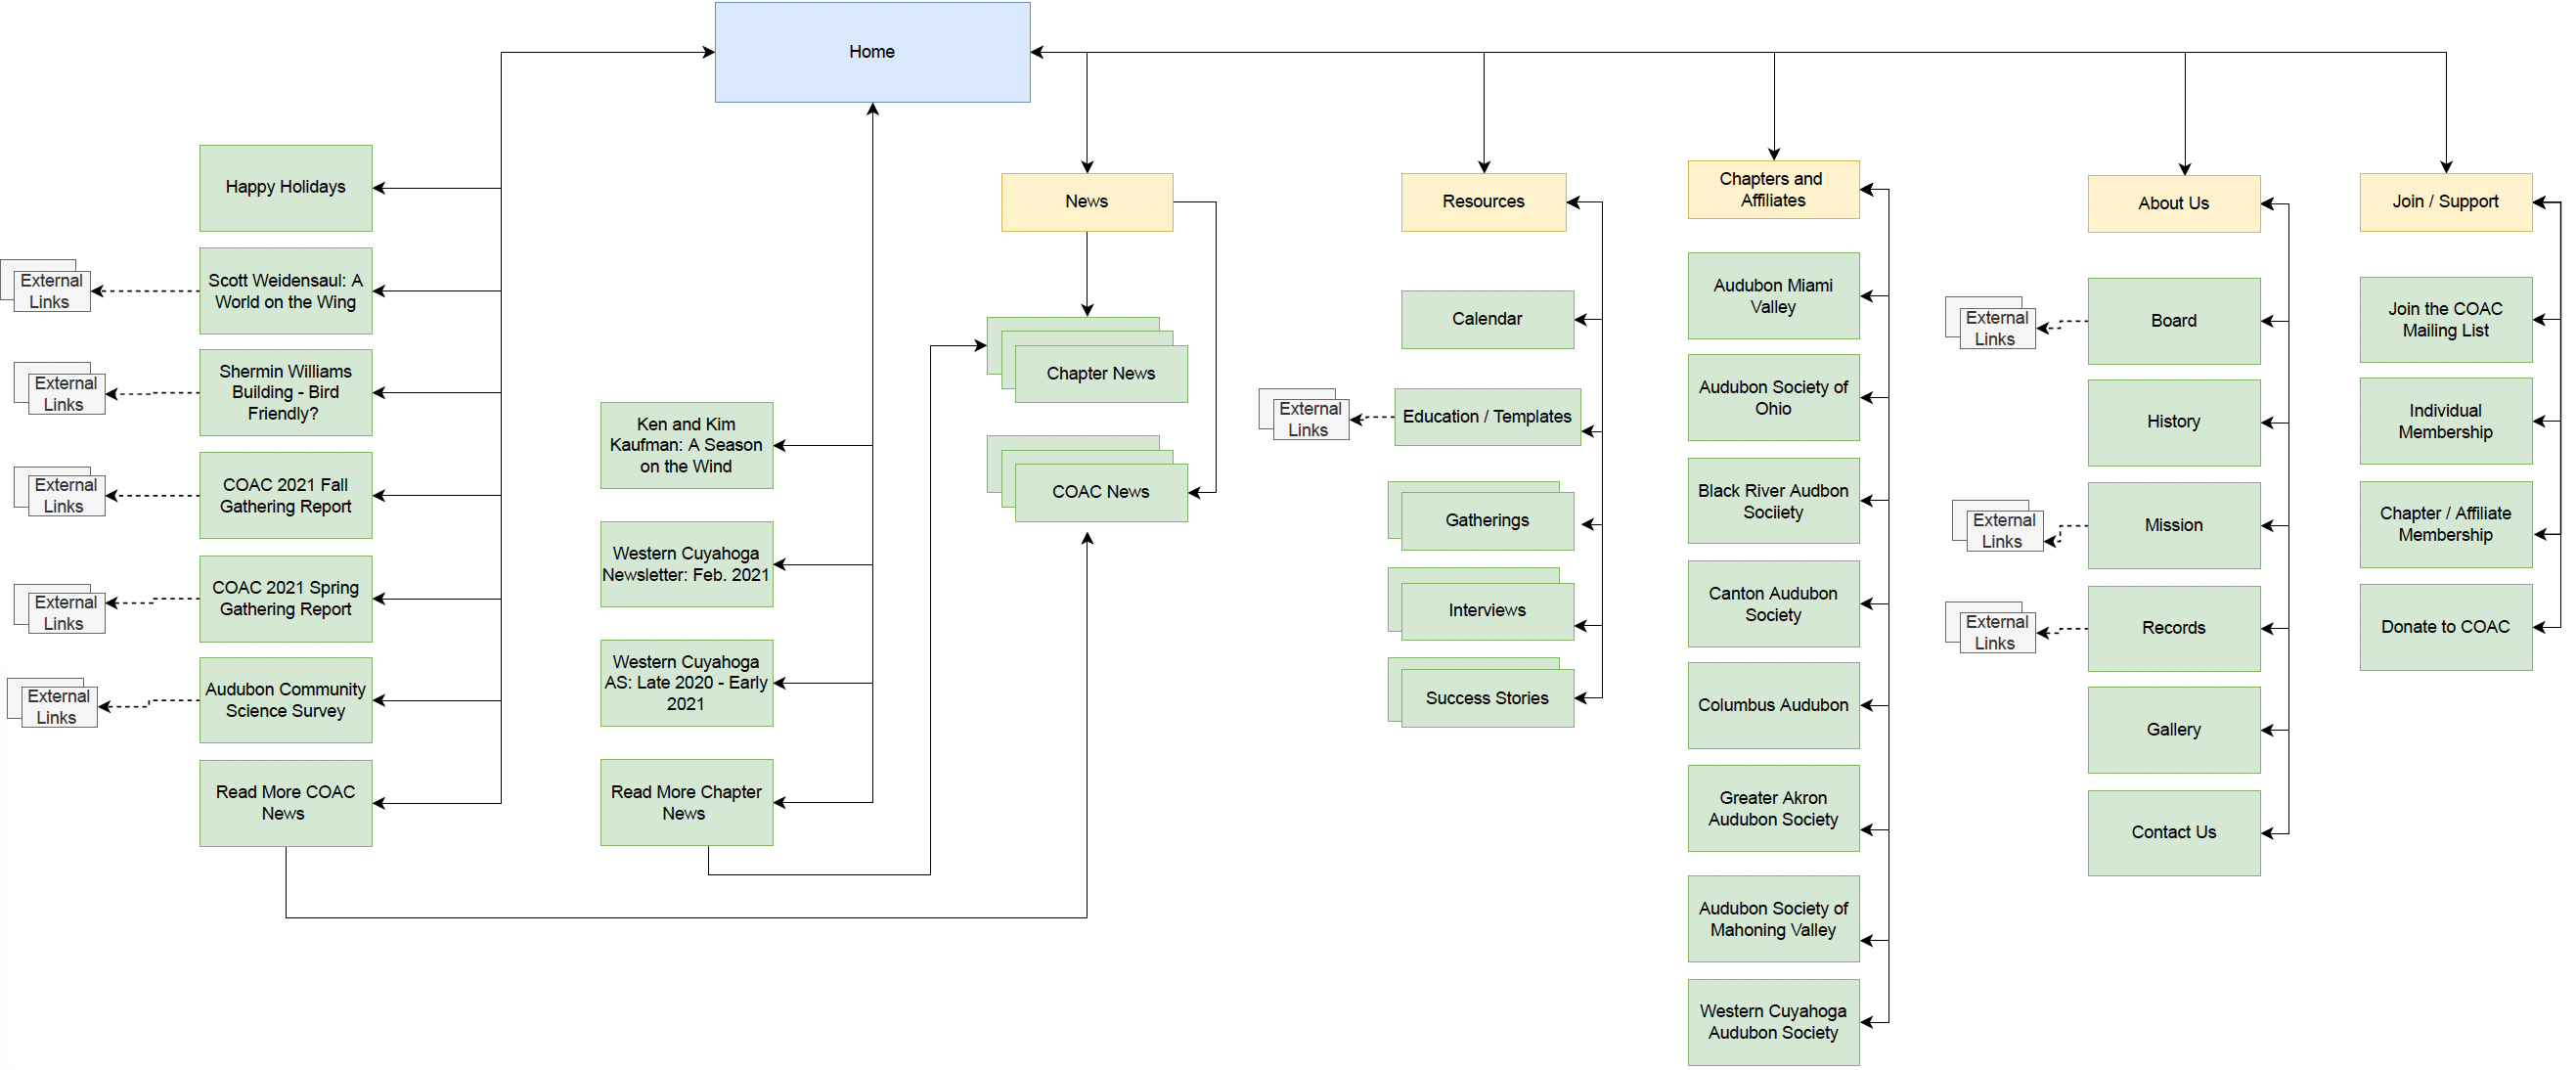 Home
Happy Holidays
External
Links
Scott Weidensaul: A
World on the Wing
External
Links
Shermin Williams
Building - Bird
Friendly?
External
Links
COAC 2021 Fall
Gathering Report
External
Links
COAC 2021 Spring
Gathering Report
External
Links
Audubon Community
Science Survey
Read More COAC
News
Ken and Kim
Kaufman: A Season
on the Wind
Western Cuyahoga
Newsletter: Feb. 2021
Western Cuyahoga
AS: Late 2020 - Early
2021
Read More Chapter
News
News
Chapter News
COAC News
Resources
Calendar
External
Links
Education / Templates
Gatherings
Interviews
Success Stories
Chapters and
Affiliates
Audubon Miami
Valley
Audubon Society of
Ohio
Black River Audbon
Sociiety
Canton Audubon
Society
Columbus Audubon
Greater Akron
Audubon Society
Audubon Society of
Mahoning Valley
Western Cuyahoga
Audubon Society
About Us
External
Links
Board
History
External
Links
Mission
External
Links
Records
Gallery
Contact Us
Join / Support
Join the COAC
Mailing List
Individual
Membership
Chapter / Affiliate
Membership
Donate to COAC